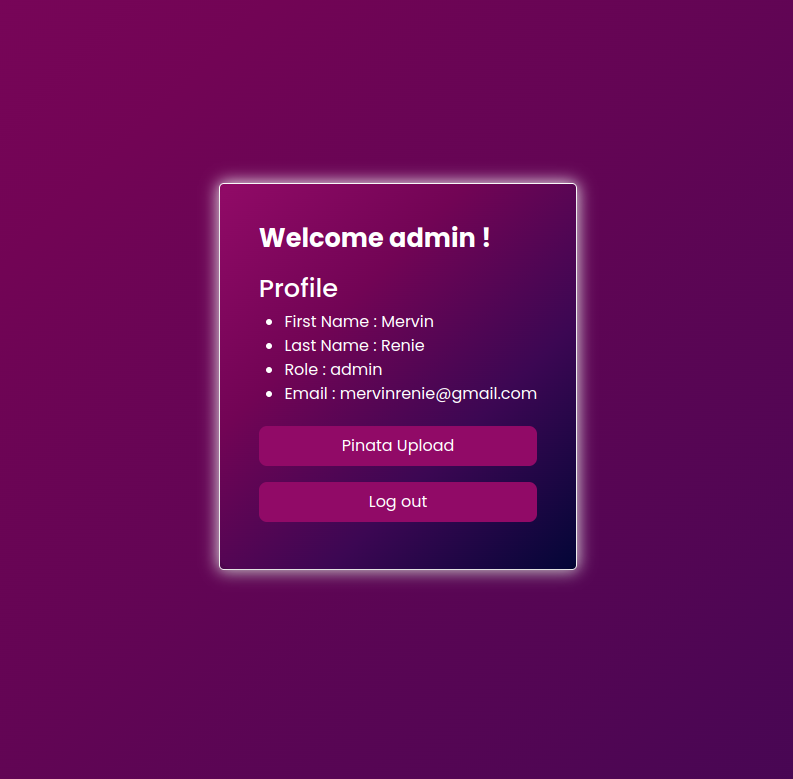 Welcome admin !
Profile
First Name : Mervin
Last Name : Renie
Role : admin
Email : mervinrenie@gmail.com
Pinata Upload
Log out